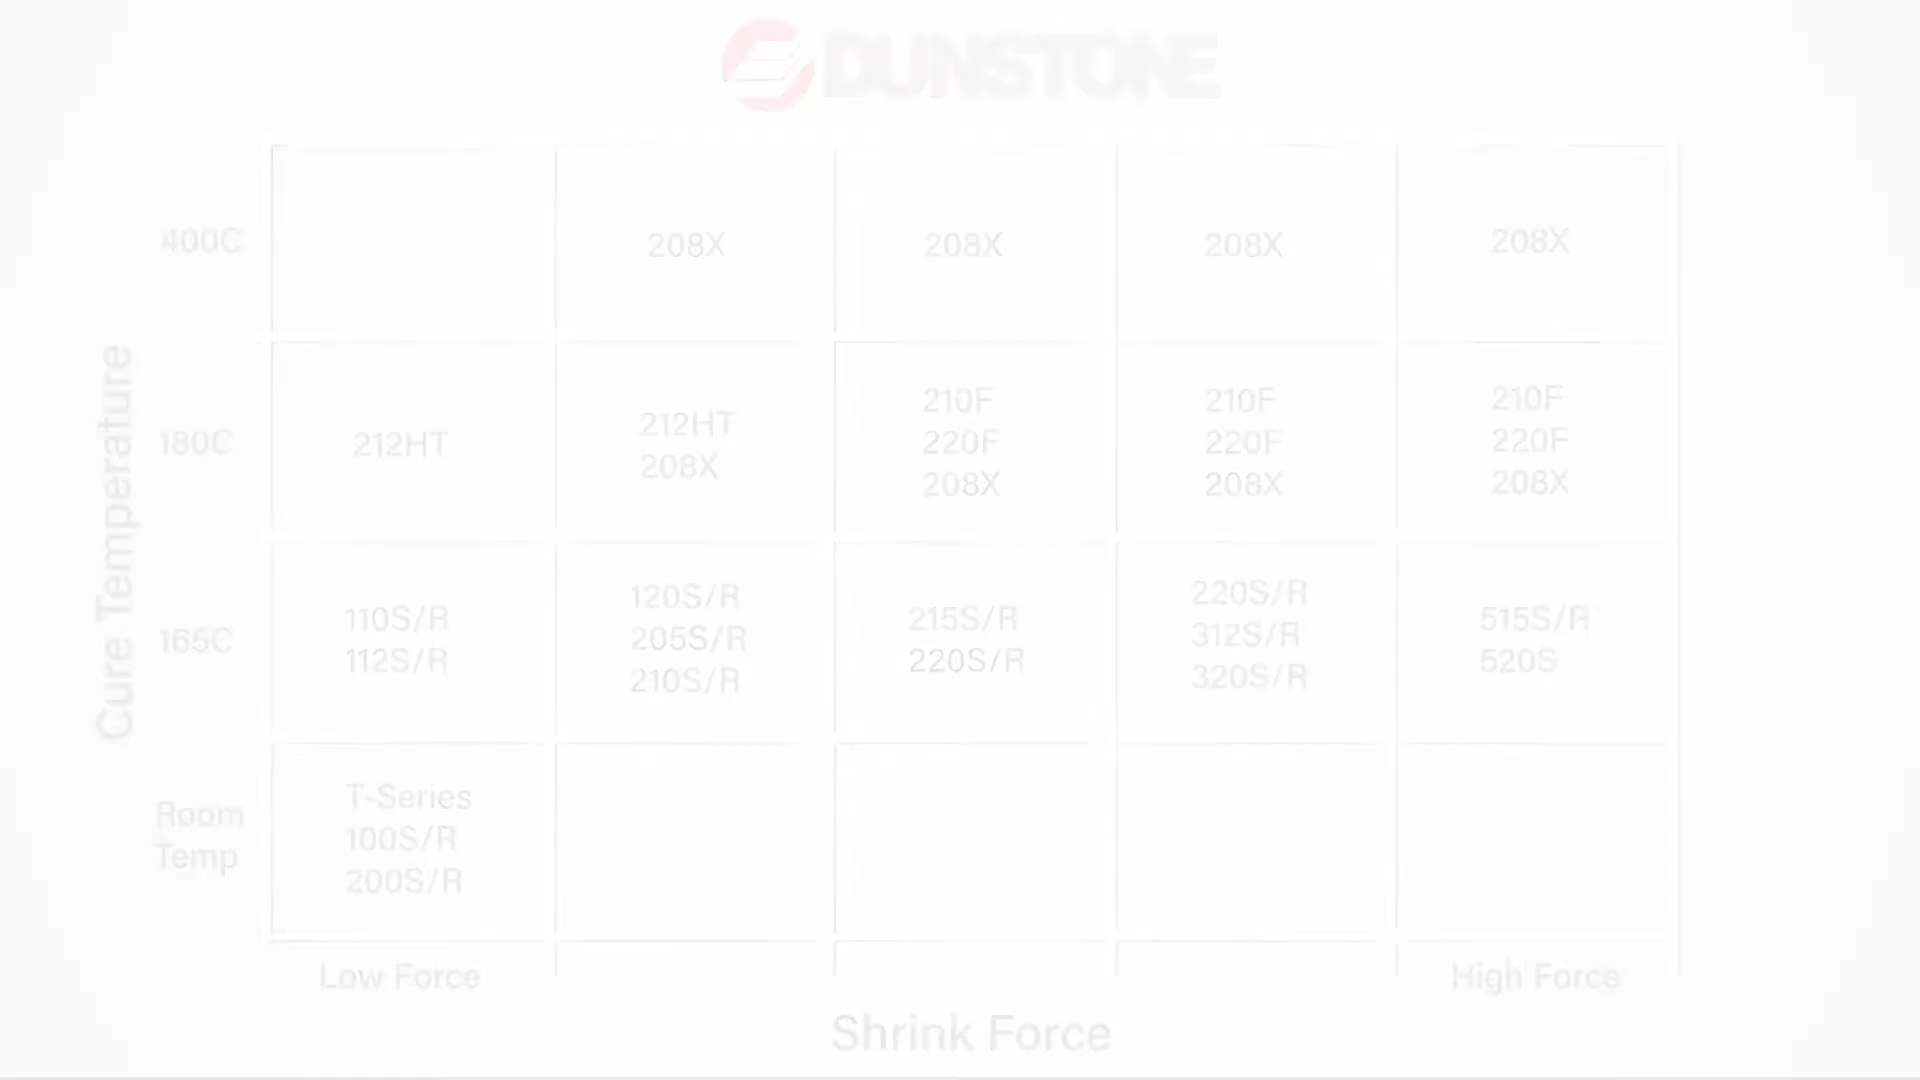 DUNSTONE
400C
208X
208X
208X
208X
Cure Temperature
180C
212HT
212HT
208X
210F
220F
208X
210F
220F
208X
210F
220F
208X
165C
110S/R
112S/R
120S/R
205S/R
210S/R
215S/R
220S/R
220S/R
312S/R
320S/R
515S/R
520S
Room
Temp
T-Series
100S/R
200S/R
Low Force
High Force
Shrink Force